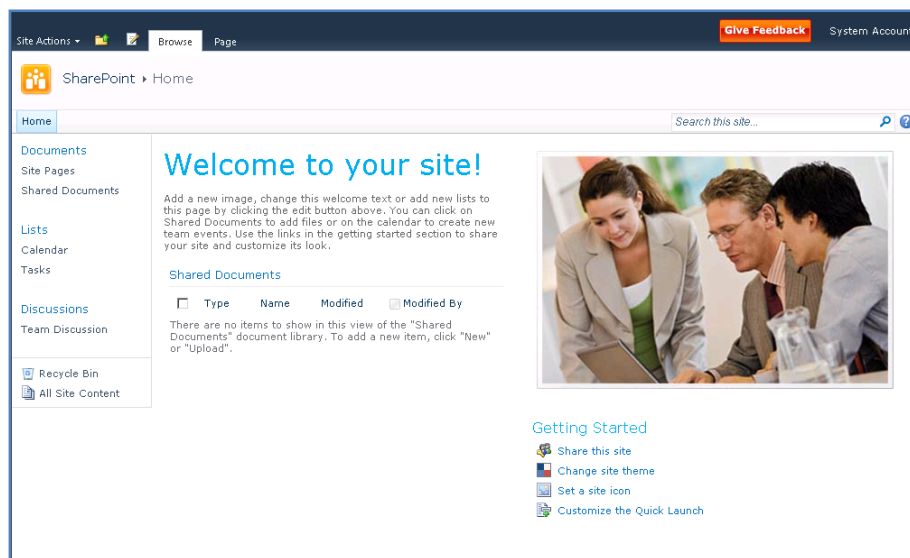 Site Actions
Browse
Page
Give Feedback
System Account
SharePoint
Home
Home
Search this site...
Documents
Site Pages
Shared Documents
Lists
Calendar
Tasks
Discussions
Team Discussion
Recycle Bin
All Site Content
Welcome to your site!
Add a new image, change this welcome text or add new lists to
this page by clicking the edit button above. You can click on
Shared Documents to add files or on the calendar to create new
team events. Use the links in the getting started section to share
your site and customize its look.
Shared Documents
Type Name Modified Modified By
There are no items to show in this view of the "Shared
Documents" document library. To add a new item, click "New"
or "Upload".
Getting Started
Share this site
Change site theme
Set a site icon
Customize the Quick Launch